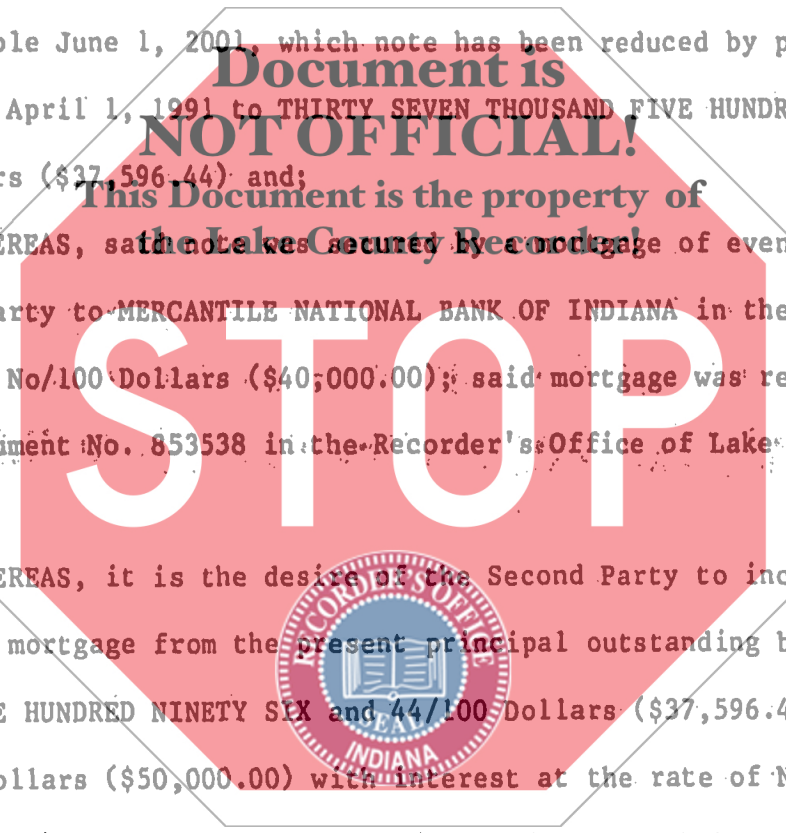 ble June 1, 2001, which note has been reduced by p
Document is
April 1, 1991 to THIRTY SEVEN THOUSAND FIVE HUNDR
NOT OFFICIAL!
rs ($37,596.44) and;
This Document is the property of
EREAS, said note was secured by a mortgage of even
the Lake County Recorder!
arty to MERCANTILE NATIONAL BANK OF INDIANA in the
STOP
No/100 Dollars ($40,000.00); said mortgage was re
ment No. 853538 in the Recorder's Office of Lake
EREAS, it is the desire of the Second Party to inc
RECORDER'S OFFICE
mortgage from the present principal outstanding b
E HUNDRED NINETY SIX and 44/100 Dollars ($37,596.4
SEAL
INDIANA
ollars ($50,000.00) with interest at the rate of N